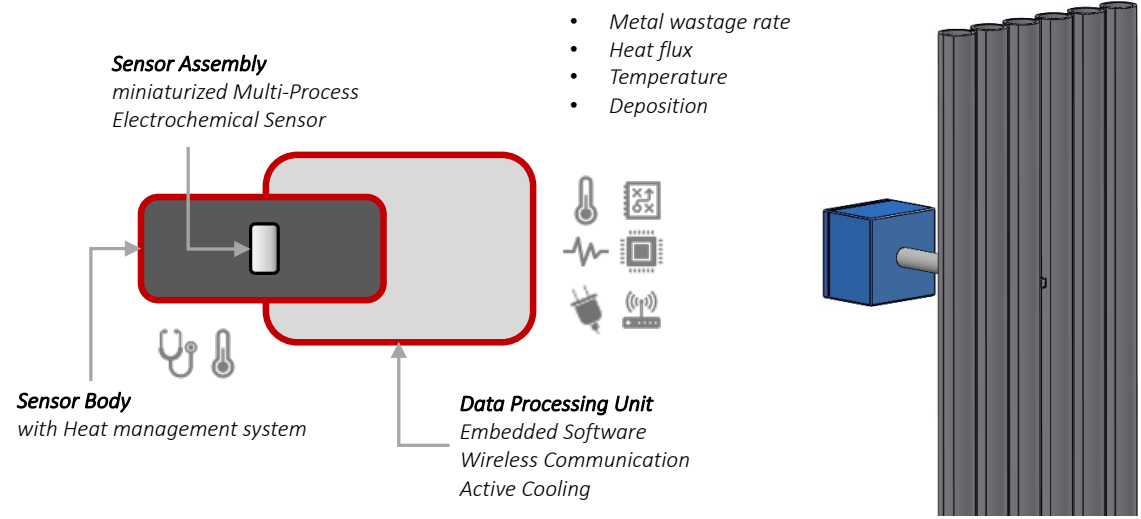 • Metal wastage rate
• Heat flux
• Temperature
• Deposition
Sensor Assembly
miniaturized Multi-Process
Electrochemical Sensor
Sensor Body
with Heat management system
Data Processing Unit
Embedded Software
Wireless Communication
Active Cooling